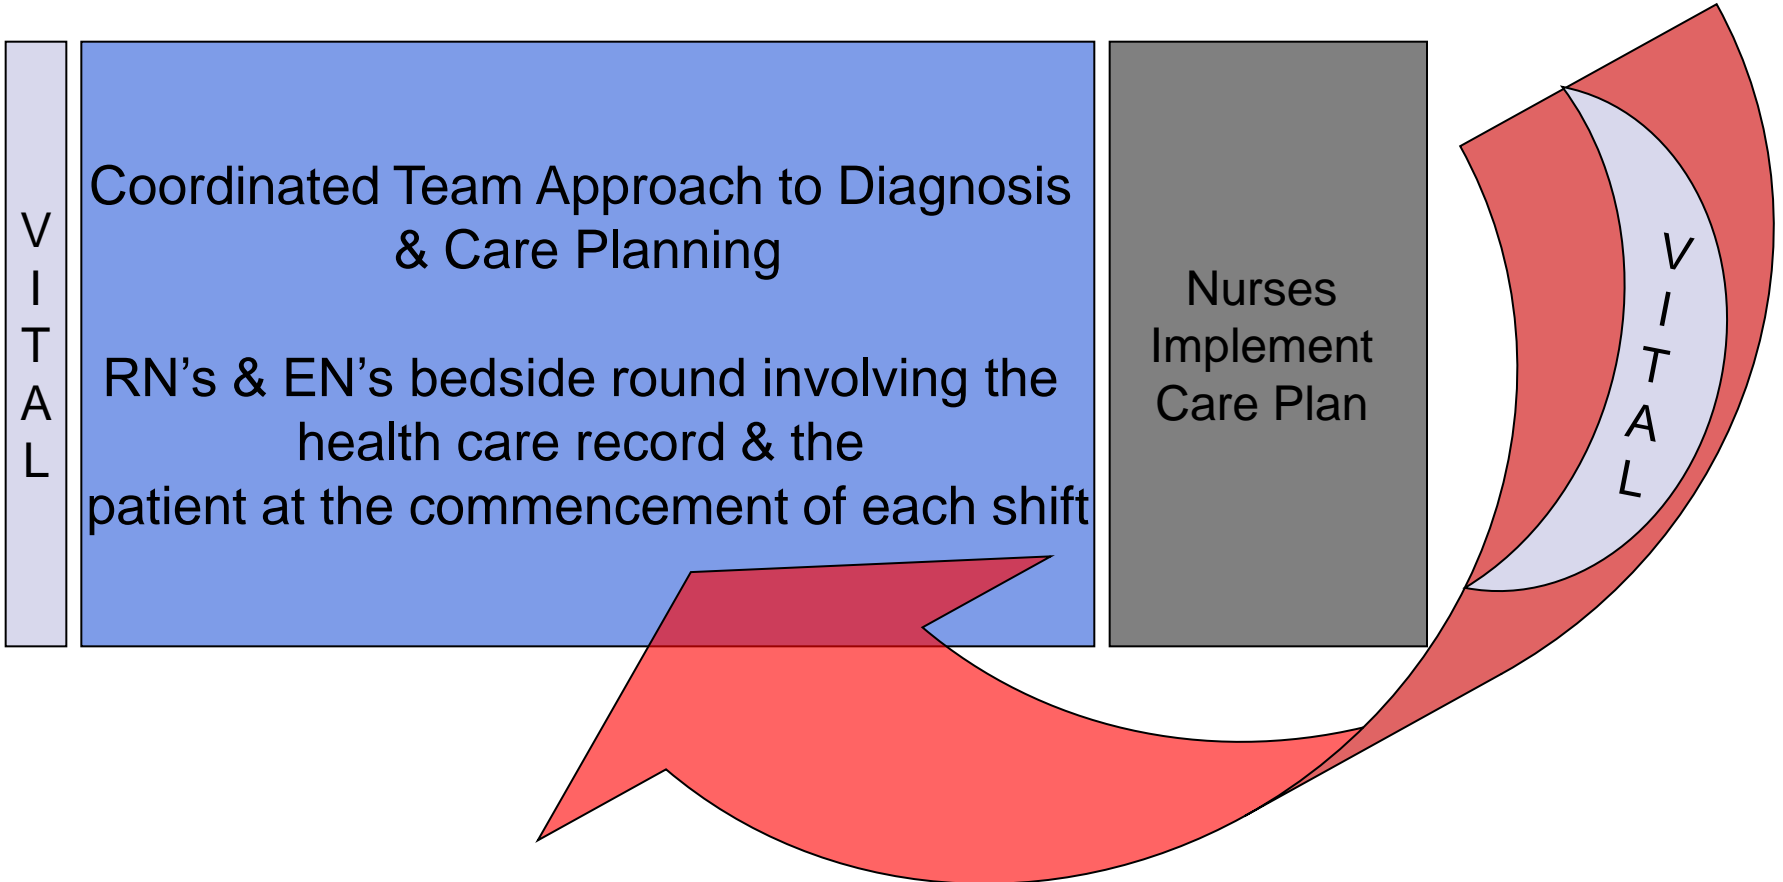 V
I
T
A
L
Coordinated Team Approach to Diagnosis
& Care Planning
RN’s & EN’s bedside round involving the
health care record & the
patient at the commencement of each shift
Nurses
Implement
Care Plan
V
I
T
A
L